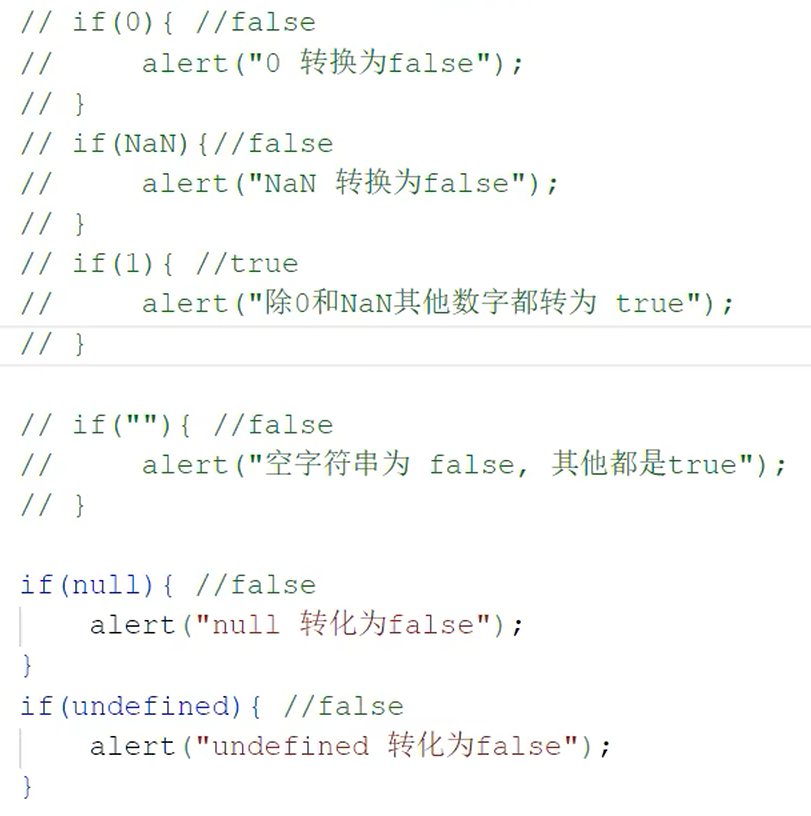 // if(0){ //false
//     alert("0 转换为false");
// }
// if(NaN){//false
//     alert("NaN 转换为false");
// }
// if(1){ //true
//     alert("除0和NaN其他数字都转为 true");
// }
// if(""){ //false
//     alert("空字符串为 false, 其他都是true");
// }
if(null){ //false
    alert("null 转化为false");
}
if(undefined){ //false
    alert("undefined 转化为false");
}